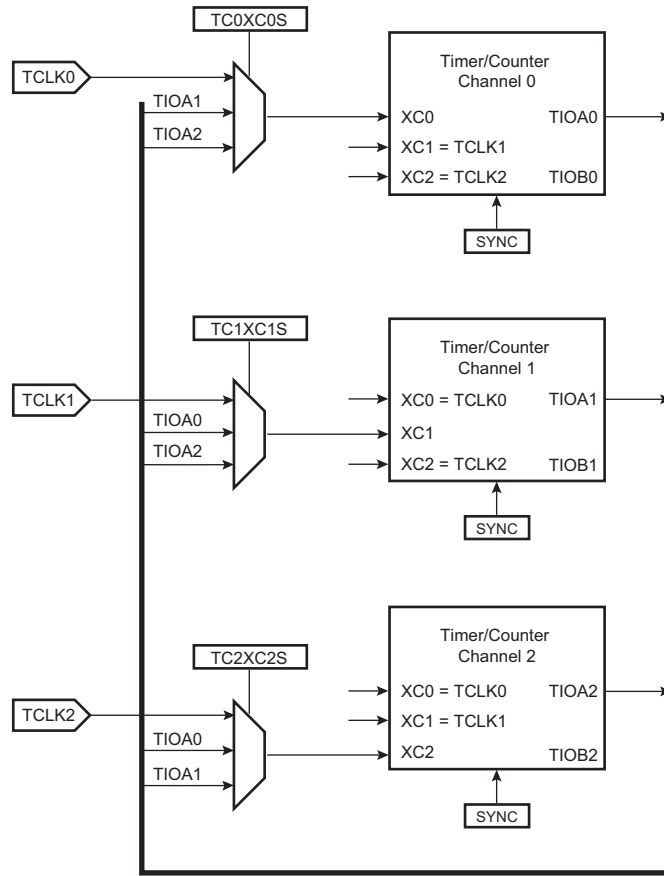 TC0XC0S
TCLK0
TIOA1
TIOA2
Timer/Counter
Channel 0
XC0
TIOA0
XC1 = TCLK1
XC2 = TCLK2
TIOB0
SYNC
TC1XC1S
TCLK1
TIOA0
TIOA2
Timer/Counter
Channel 1
XC0 = TCLK0
TIOA1
XC1
XC2 = TCLK2
TIOB1
SYNC
TC2XC2S
TCLK2
TIOA0
TIOA1
Timer/Counter
Channel 2
XC0 = TCLK0
TIOA2
XC1 = TCLK1
XC2
TIOB2
SYNC